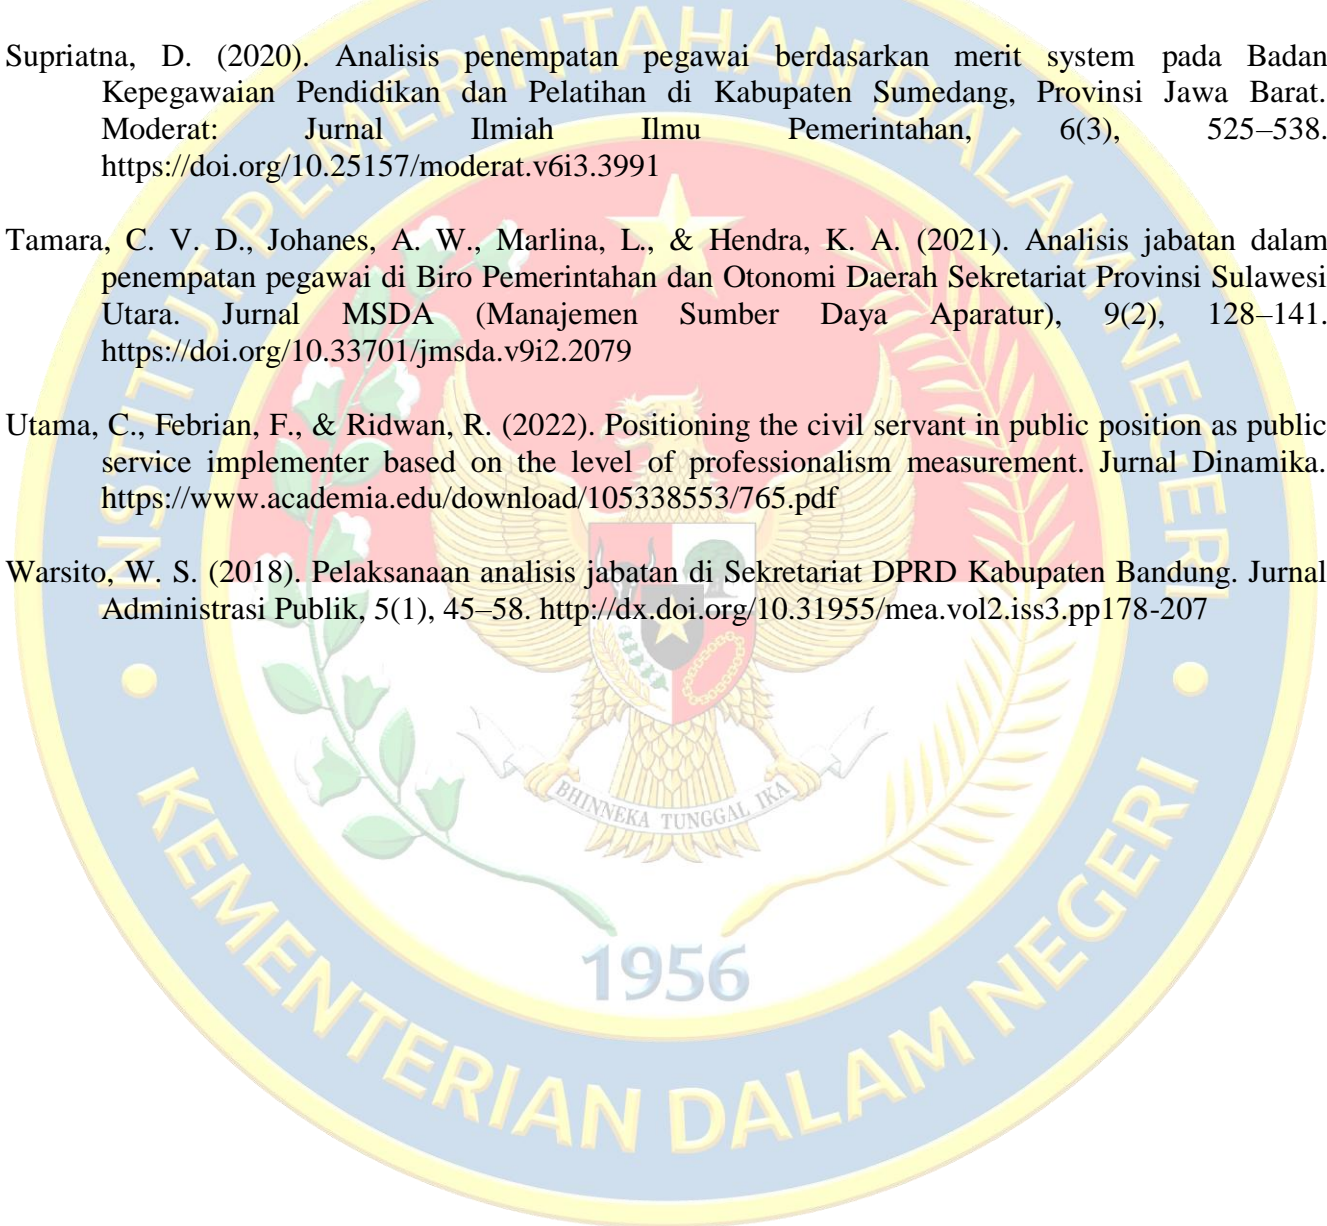 Supriatna, D. (2020). Analisis penempatan pegawai berdasarkan merit system pada Badan
Kepegawaian Pendidikan dan Pelatihan di Kabupaten Sumedang, Provinsi Jawa Barat.
Moderat: Jurnal Ilmiah Ilmu Pemerintahan, 6(3), 525–538.
https://doi.org/10.25157/moderat.v6i3.3991
Tamara, C. V. D., Johanes, A. W., Marlina, L., & Hendra, K. A. (2021). Analisis jabatan dalam
penempatan pegawai di Biro Pemerintahan dan Otonomi Daerah Sekretariat Provinsi Sulawesi
Utara. Jurnal MSDA (Manajemen Sumber Daya Aparatur), 9(2), 128–141.
https://doi.org/10.33701/jmsda.v9i2.2079
Utama, C., Febrian, F., & Ridwan, R. (2022). Positioning the civil servant in public position as public
service implementer based on the level of professionalism measurement. Jurnal Dinamika.
https://www.academia.edu/download/105338553/765.pdf
Warsito, W. S. (2018). Pelaksanaan analisis jabatan di Sekretariat DPRD Kabupaten Bandung. Jurnal
Administrasi Publik, 5(1), 45–58. http://dx.doi.org/10.31955/mea.vol2.iss3.pp178-207
INSTITUT PEMERINTAHAN DALAM NEGERI
BHINNEKA TUNGGAL IKA
1956
KEMENTERIAN DALAM NEGERI